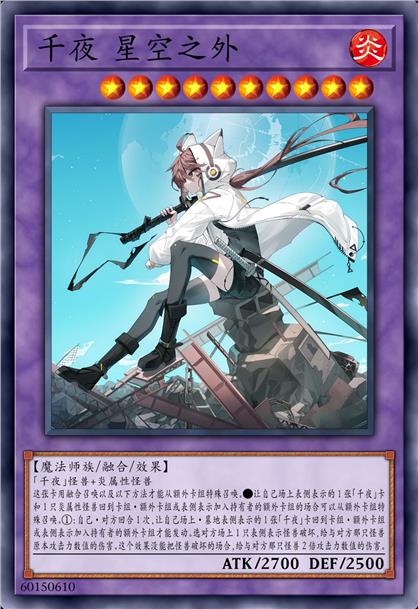 千夜 星空之外
炎
【魔法师族/融合/效果】
「千夜」怪兽+炎属性怪兽
这张卡用融合召唤以及以下方法才能从额外卡组特殊召唤。●让自己场上表侧表示的1张「千夜」卡
和1只炎属性怪兽回到卡组·额外卡组或表侧表示加入持有者的额外卡组的场合可以从额外卡组特
殊召唤。①:自己·对方回合1次,让自己场上·墓地表侧表示的1张「千夜」卡回到卡组·额外卡组
或表侧表示加入持有者的额外卡组才能发动。选对方场上1只表侧表示怪兽破坏,给与对方那只怪兽
原本攻击力数值的伤害。这个效果没能把怪兽破坏的场合,给与对方那只怪兽2倍攻击力数值的伤害。
ATK/2700 DEF/2500
60150610